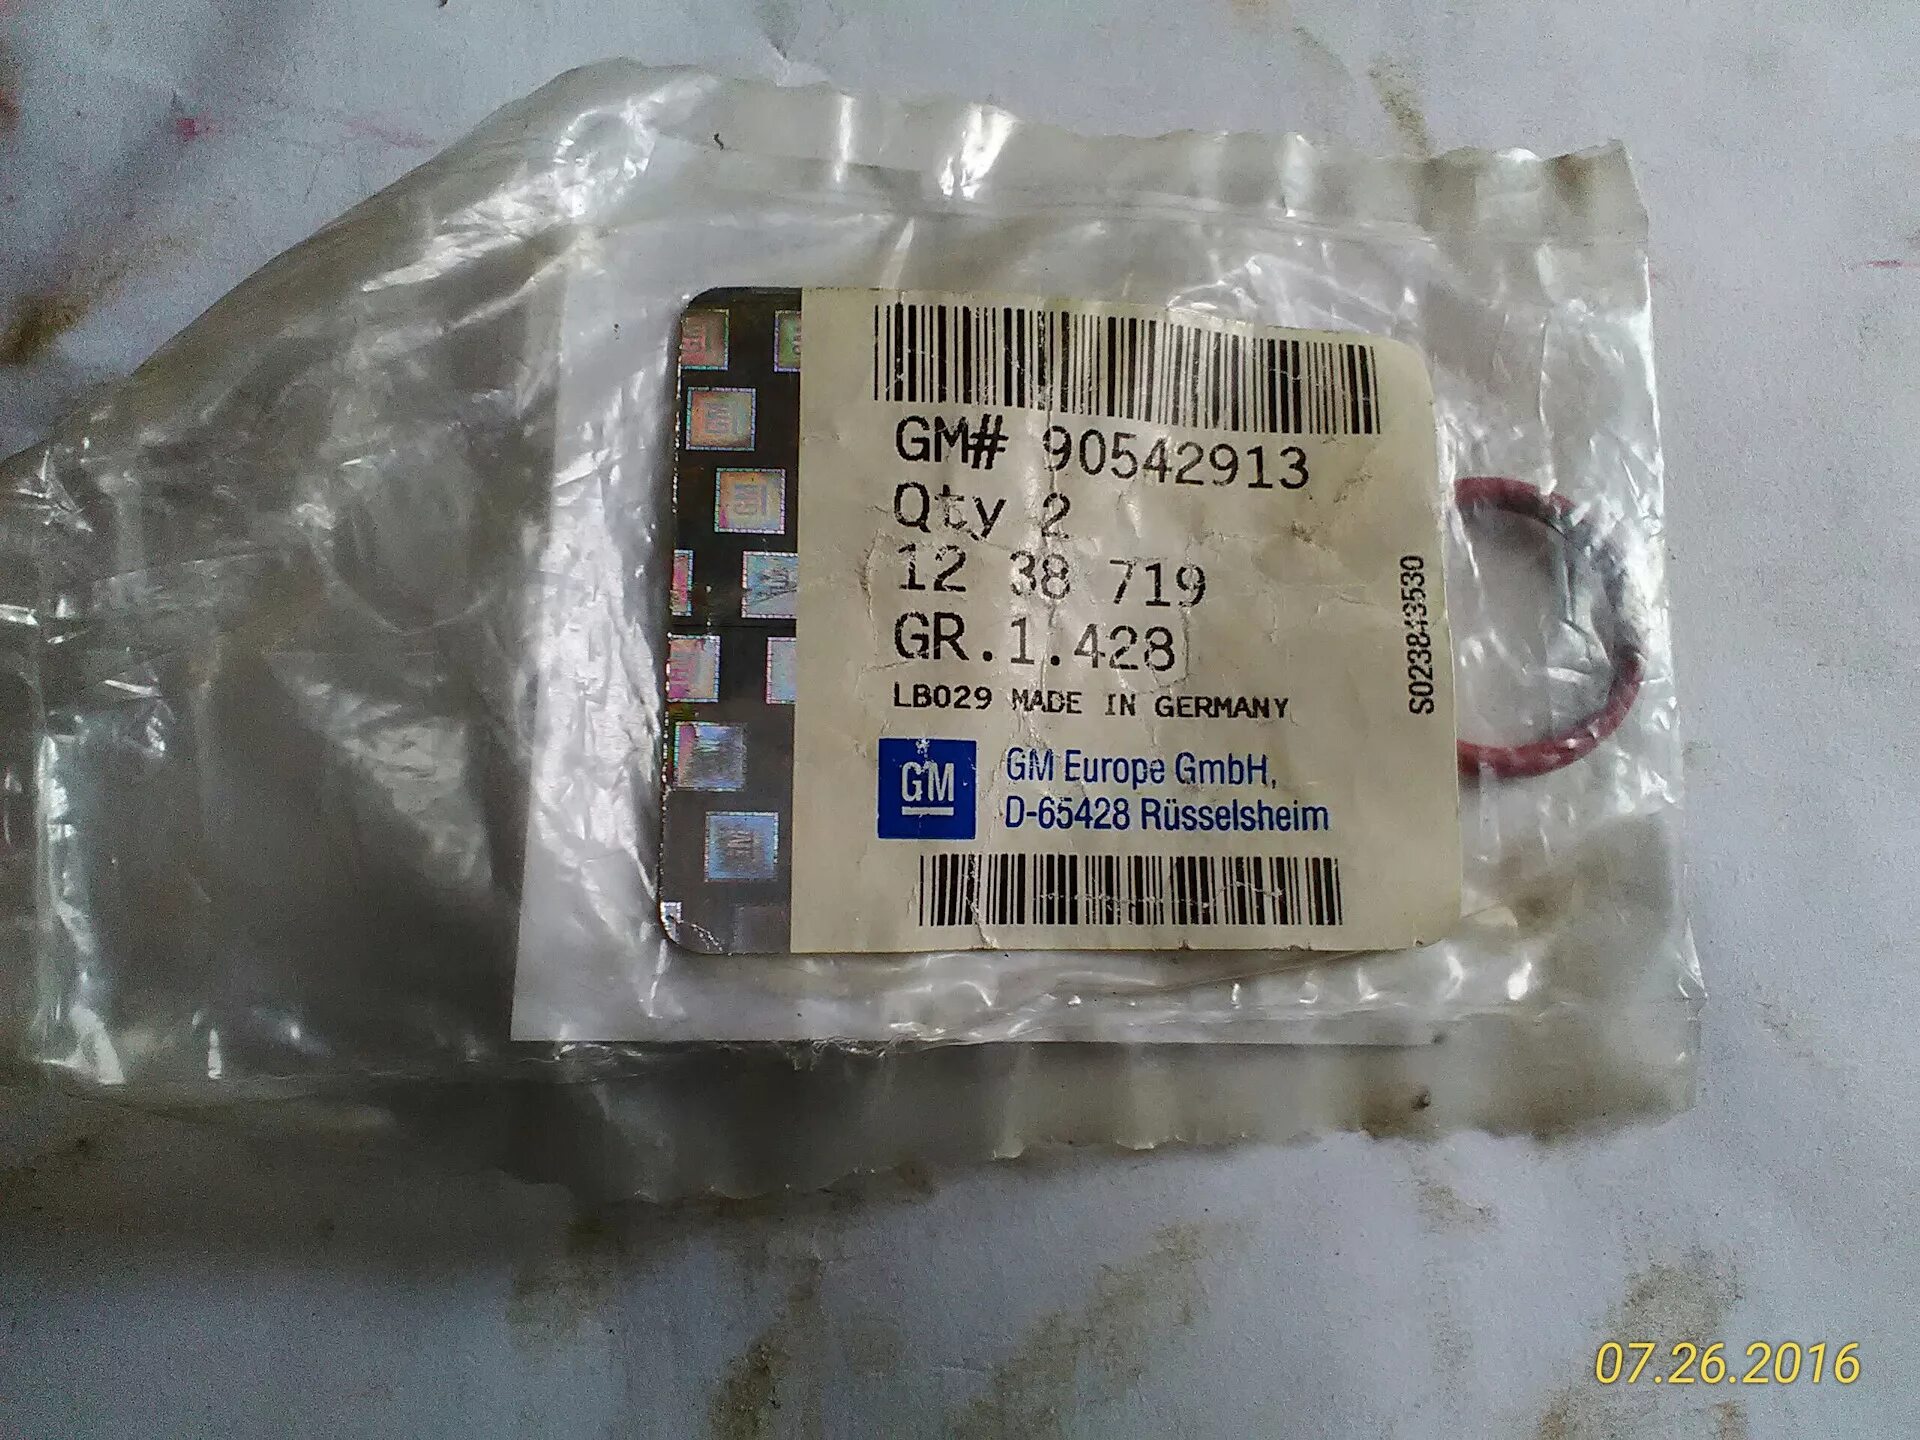 GM# 90542913
Qty 2
12 38 719
GR.1.428
LB029 MADE IN GERMANY
GM
GM Europe GmbH,
D-65428 Rüsselsheim
S023843530
07.26.2016